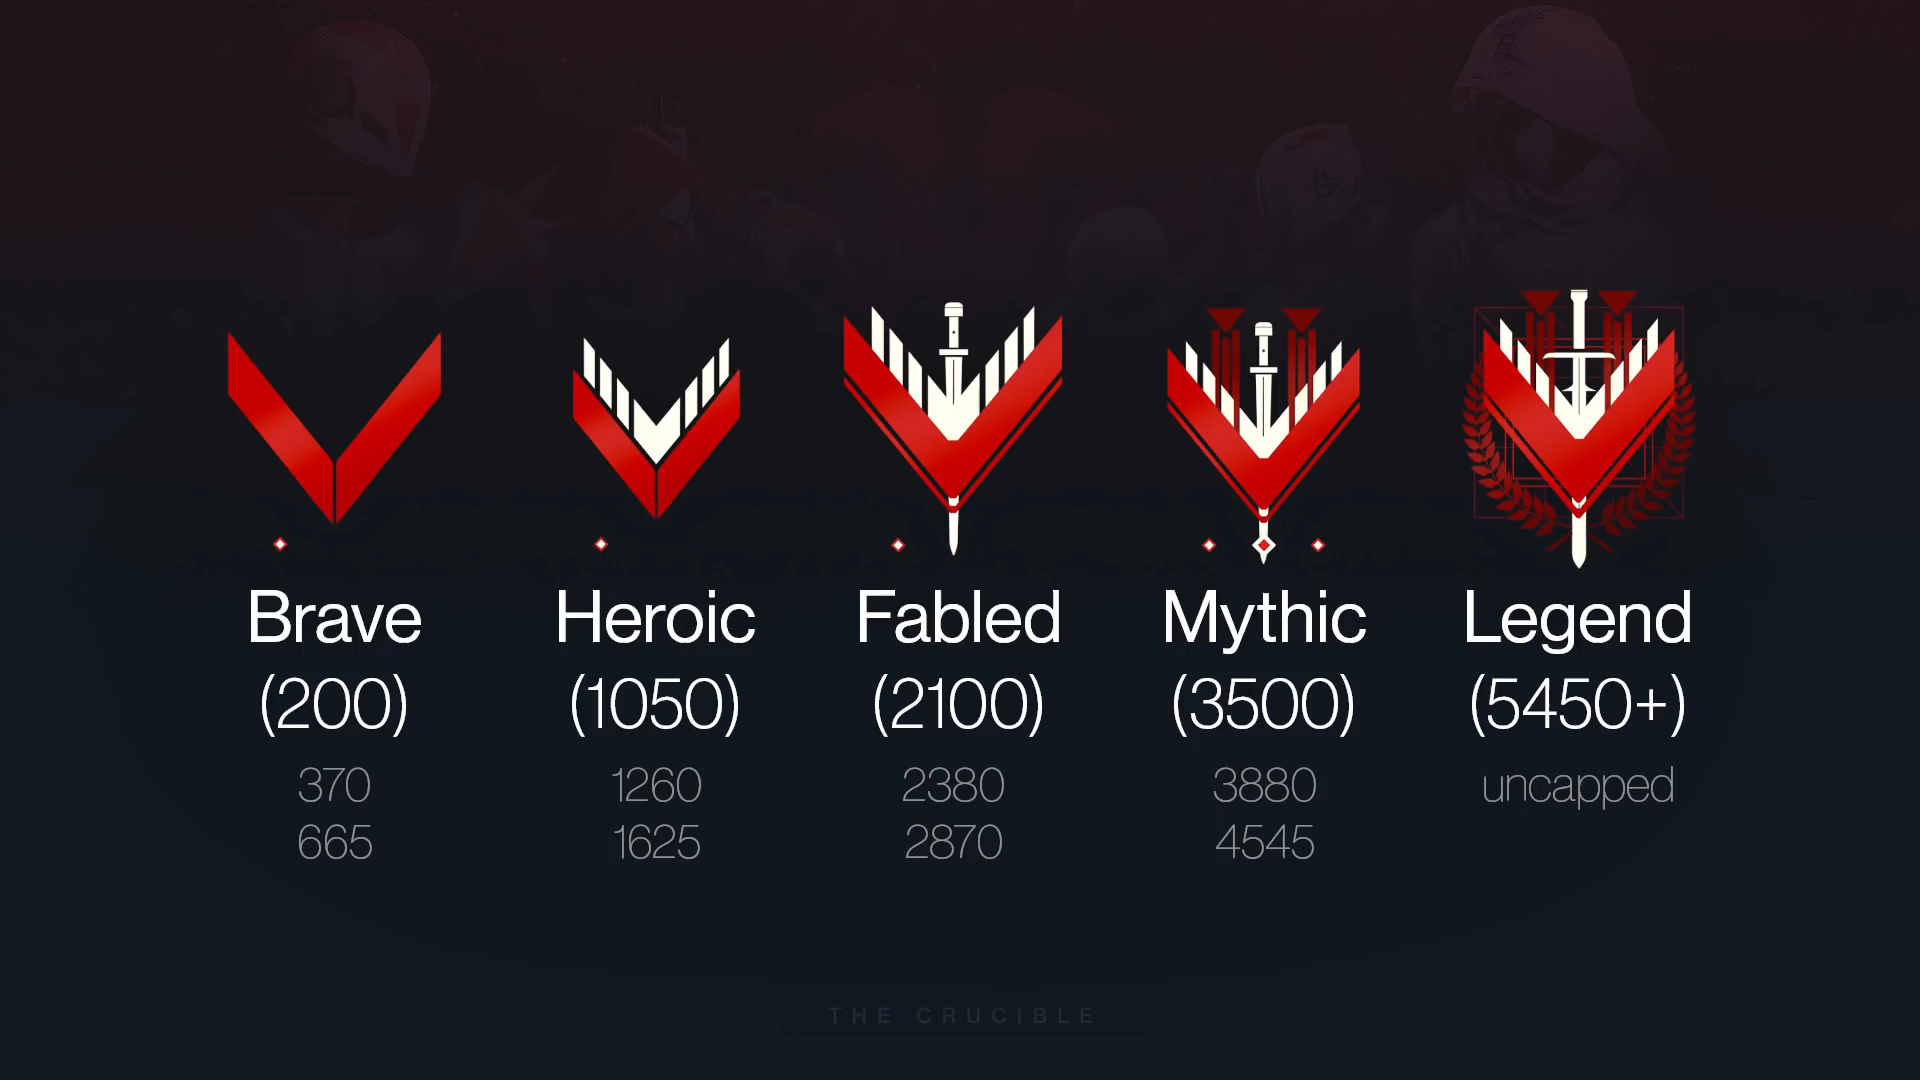 Brave Heroic Fabled Mythic Legend
(200) (1050) (2100) (3500) (5450+)
370 1260 2380 3880 uncapped
665 1625 2870 4545
THE CRUCIBLE